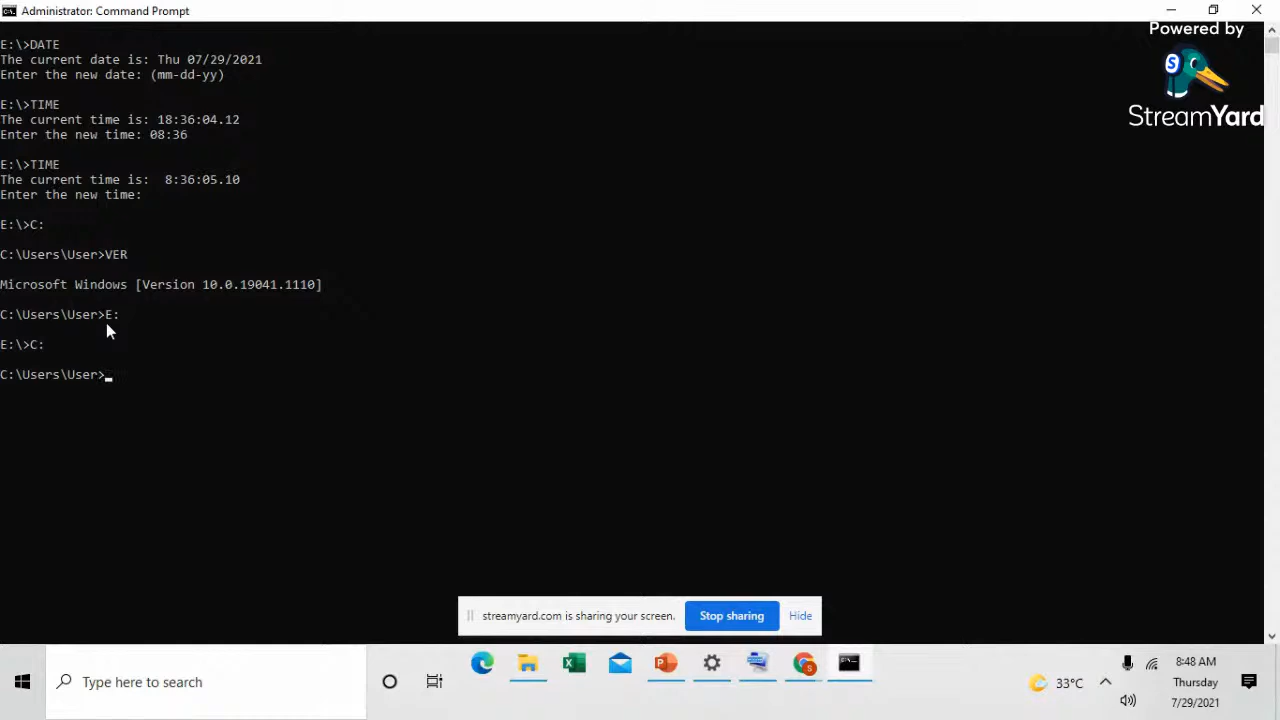 Administrator: Command Prompt
Powered by
StreamYard
E:\>DATE
The current date is: Thu 07/29/2021
Enter the new date: (mm-dd-yy)
E:\>TIME
The current time is: 18:36:04.12
Enter the new time: 08:36
E:\>TIME
The current time is:  8:36:05.10
Enter the new time:
E:\>C:
C:\Users\User>VER
Microsoft Windows [Version 10.0.19041.1110]
C:\Users\User>E:
E:\>C:
C:\Users\User>
streamyard.com is sharing your screen. Stop sharing Hide
Type here to search
33°C
8:48 AM
Thursday
7/29/2021